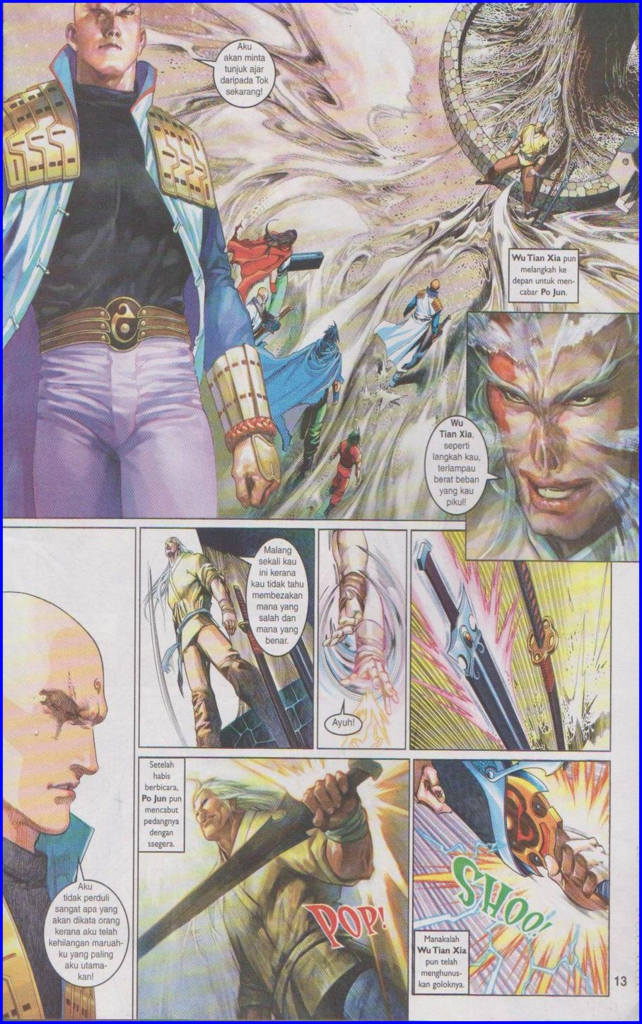 Aku
akan minta
tunjuk ajar
daripada Tok
sekarang!
Wu Tian Xia pun
melangkah ke
depan untuk men-
cabar Po Jun.
Wu
Tian Xia,
seperti
langkah kau,
terlampau
berat beban
yang kau
pikul!
Malang
sekali kau
ini kerana
kau tidak tahu
membezakan
mana yang
salah dan
mana yang
benar.
Ayuh!
Aku
tidak perduli
sangat apa yang
akan dikata orang
kerana aku telah
kehilangan maruah-
ku yang paling
aku utama-
kan!
Setelah
habis
berbicara,
Po Jun pun
mencabut
pedangnya
dengan
ssegera.
POP!
SHOO!
Manakalah
Wu Tian Xia
pun telah
menghunus-
kan goloknya.
13